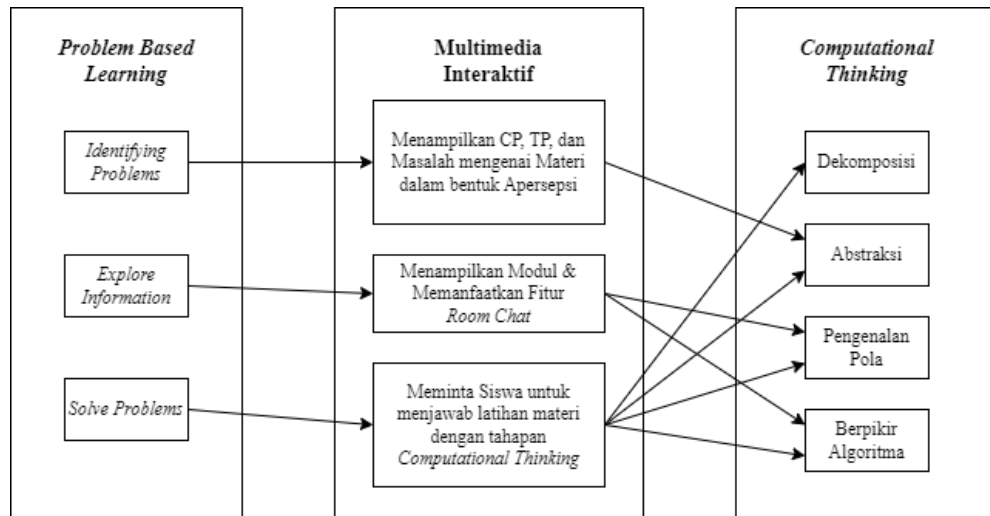 Problem Based
Learning
Identifying
Problems
Explore
Information
Solve Problems
Multimedia
Interaktif
Menampilkan CP, TP, dan
Masalah mengenai Materi
dalam bentuk Apersepsi
Menampilkan Modul &
Memanfaatkan Fitur
Room Chat
Meminta Siswa untuk
menjawab latihan materi
dengan tahapan
Computational Thinking
Computational
Thinking
Dekomposisi
Abstraksi
Pengenalan
Pola
Berpikir
Algoritma